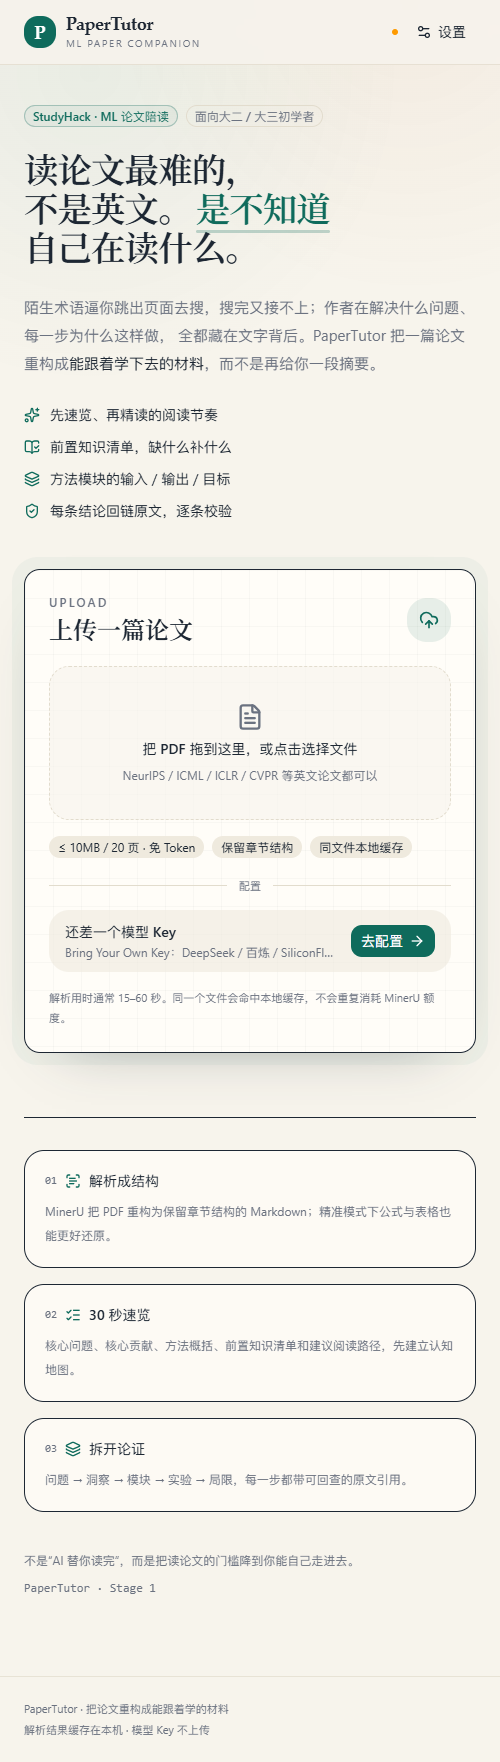 P
PaperTutor
ML PAPER COMPANION
设置
StudyHack · ML 论文陪读
面向大二 / 大三初学者
读论文最难的，
不是英文。 是不知道
自己在读什么。
陌生术语逼你跳出页面去搜，搜完又接不上；作者在解决什么问题、
每一步为什么这样做， 全都藏在文字背后。PaperTutor 把一篇论文
重构成能跟着学下去的材料，而不是再给你一段摘要。
先速览、再精读的阅读节奏
前置知识清单，缺什么补什么
方法模块的输入 / 输出 / 目标
每条结论回链原文，逐条校验
UPLOAD
上传一篇论文
把 PDF 拖到这里，或点击选择文件
NeurIPS / ICML / ICLR / CVPR 等英文论文都可以
≤ 10MB / 20 页 · 免 Token
保留章节结构
同文件本地缓存
配置
还差一个模型 Key
Bring Your Own Key：DeepSeek / 百炼 / SiliconFl...
去配置
解析用时通常 15–60 秒。同一个文件会命中本地缓存，不会重复消耗 MinerU 额
度。
01 解析成结构
MinerU 把 PDF 重构为保留章节结构的 Markdown；精准模式下公式与表格也
能更好还原。
02 30 秒速览
核心问题、核心贡献、方法概括、前置知识清单和建议阅读路径，先建立认知
地图。
03 拆开论证
问题 → 洞察 → 模块 → 实验 → 局限，每一步都带可回查的原文引用。
不是“AI 替你读完”，而是把读论文的门槛降到你能自己走进去。
PaperTutor · Stage 1
PaperTutor · 把论文重构成能跟着学的材料
解析结果缓存在本机 · 模型 Key 不上传